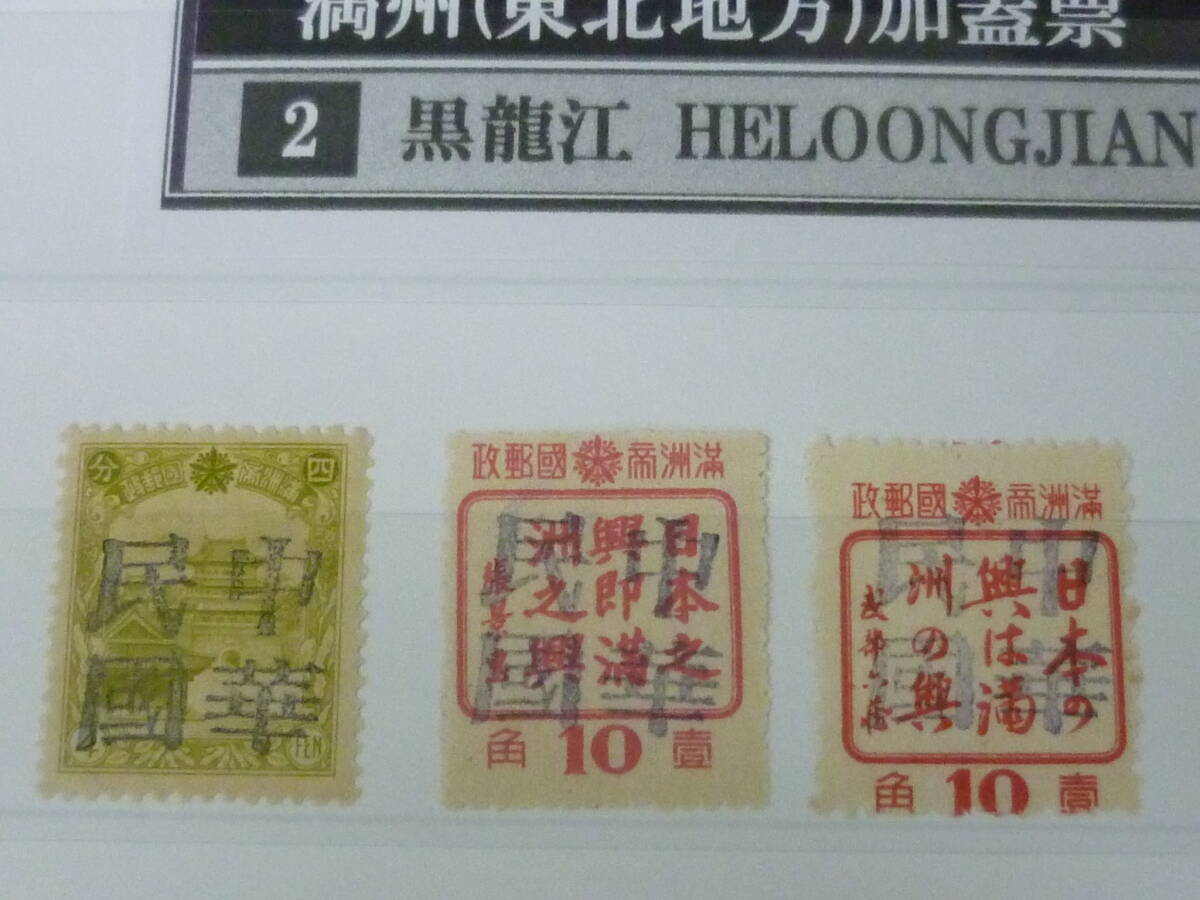 満州(東北地方)加蓋票
2 黒龍江 HELOONGJIAN
分 四
滿洲帝國郵政
中華
民國
4 FEN
滿洲帝國郵政
日本之
興即滿
洲之興
中華
民國
壹 10 角
滿洲帝國郵政
日本の
興は滿
洲の興
中華
民國
壹 10 角